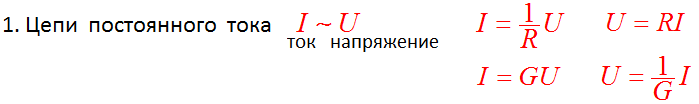 1. Цепи постоянного тока I ~ U I = 1/R U U = RI
ток напряжение
I = GU U = 1/G I